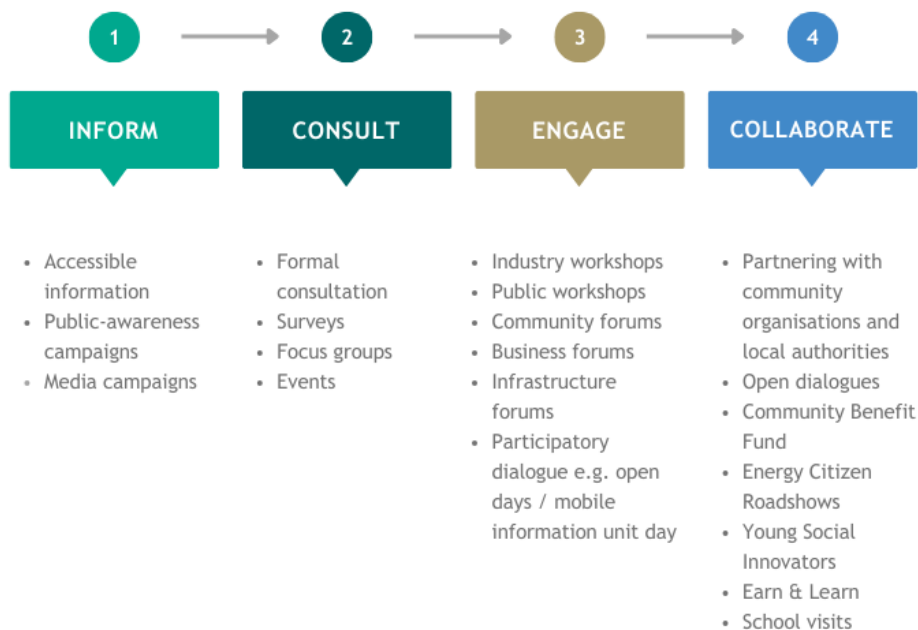 1
2
3
4
INFORM
CONSULT
ENGAGE
COLLABORATE
• Accessible
information
• Public-awareness
campaigns
• Media campaigns
• Formal
consultation
• Surveys
• Focus groups
• Events
• Industry workshops
• Public workshops
• Community forums
• Business forums
• Infrastructure
forums
• Participatory
dialogue e.g. open
days / mobile
information unit day
• Partnering with
community
organisations and
local authorities
• Open dialogues
• Community Benefit
Fund
• Energy Citizen
Roadshows
• Young Social
Innovators
• Earn & Learn
• School visits